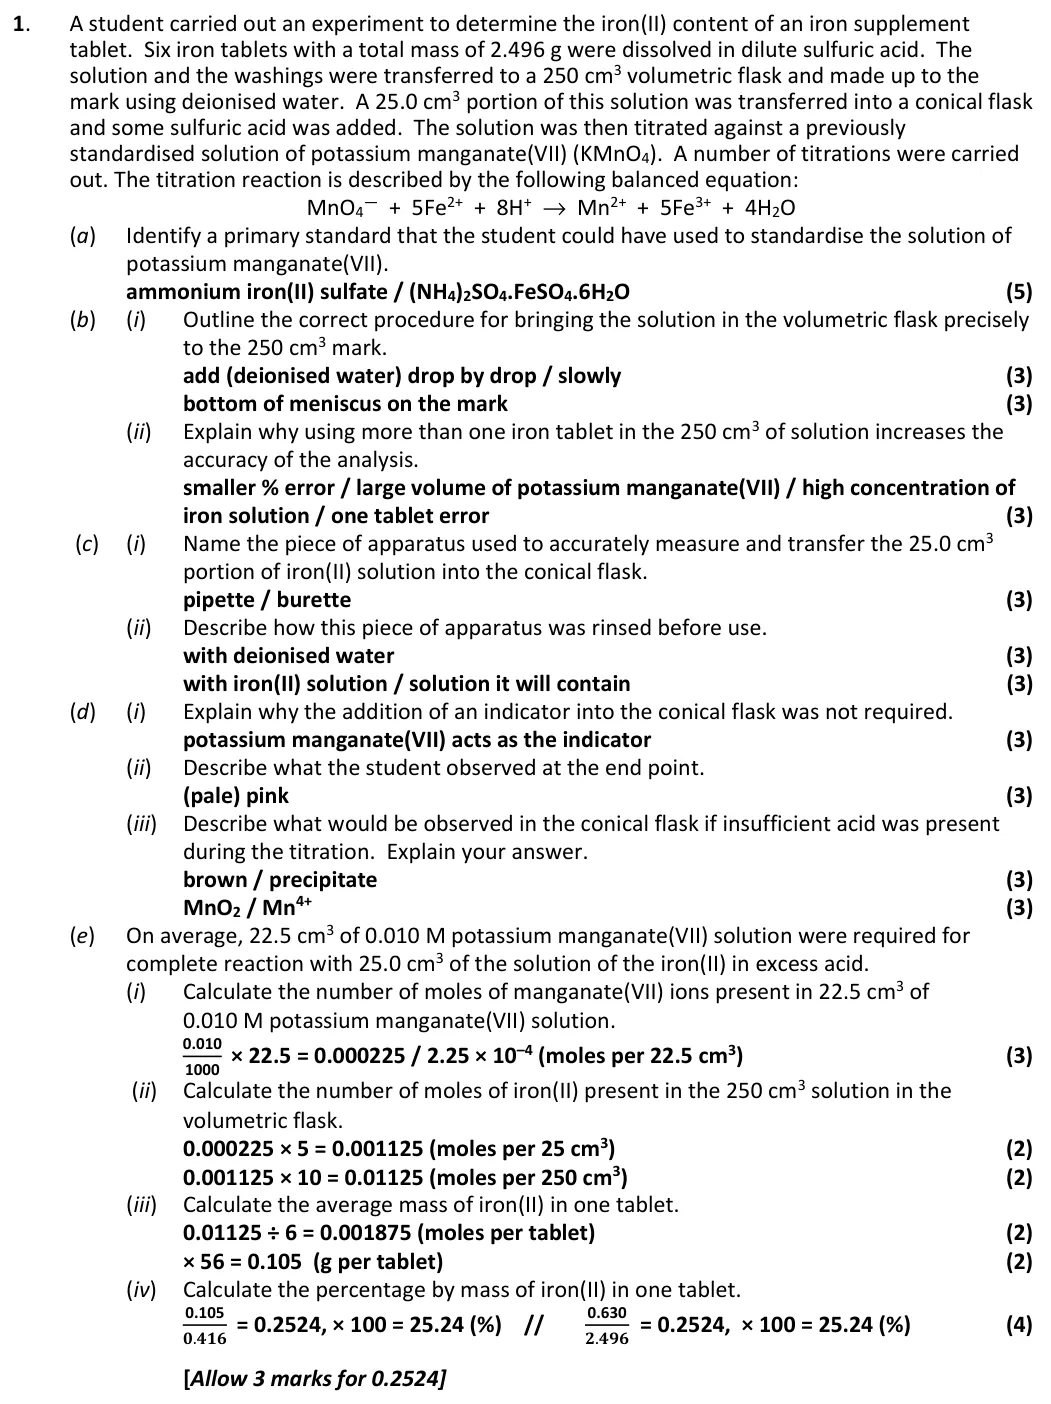 1. A student carried out an experiment to determine the iron(II) content of an iron supplement
tablet. Six iron tablets with a total mass of 2.496 g were dissolved in dilute sulfuric acid. The
solution and the washings were transferred to a 250 cm³ volumetric flask and made up to the
mark using deionised water. A 25.0 cm³ portion of this solution was transferred into a conical flask
and some sulfuric acid was added. The solution was then titrated against a previously
standardised solution of potassium manganate(VII) (KMnO₄). A number of titrations were carried
out. The titration reaction is described by the following balanced equation:
MnO₄⁻ + 5Fe²⁺ + 8H⁺ → Mn²⁺ + 5Fe³⁺ + 4H₂O
(a) Identify a primary standard that the student could have used to standardise the solution of
potassium manganate(VII).
ammonium iron(II) sulfate / (NH₄)₂SO₄.FeSO₄.6H₂O (5)
(b) (i) Outline the correct procedure for bringing the solution in the volumetric flask precisely
to the 250 cm³ mark.
add (deionised water) drop by drop / slowly (3)
bottom of meniscus on the mark (3)
(ii) Explain why using more than one iron tablet in the 250 cm³ of solution increases the
accuracy of the analysis.
smaller % error / large volume of potassium manganate(VII) / high concentration of
iron solution / one tablet error (3)
(c) (i) Name the piece of apparatus used to accurately measure and transfer the 25.0 cm³
portion of iron(II) solution into the conical flask.
pipette / burette (3)
(ii) Describe how this piece of apparatus was rinsed before use.
with deionised water (3)
with iron(II) solution / solution it will contain (3)
(d) (i) Explain why the addition of an indicator into the conical flask was not required.
potassium manganate(VII) acts as the indicator (3)
(ii) Describe what the student observed at the end point.
(pale) pink (3)
(iii) Describe what would be observed in the conical flask if insufficient acid was present
during the titration. Explain your answer.
brown / precipitate (3)
MnO₂ / Mn⁴⁺ (3)
(e) On average, 22.5 cm³ of 0.010 M potassium manganate(VII) solution were required for
complete reaction with 25.0 cm³ of the solution of the iron(II) in excess acid.
(i) Calculate the number of moles of manganate(VII) ions present in 22.5 cm³ of
0.010 M potassium manganate(VII) solution.
0.010/1000 × 22.5 = 0.000225 / 2.25 × 10⁻⁴ (moles per 22.5 cm³) (3)
(ii) Calculate the number of moles of iron(II) present in the 250 cm³ solution in the
volumetric flask.
0.000225 × 5 = 0.001125 (moles per 25 cm³) (2)
0.001125 × 10 = 0.01125 (moles per 250 cm³) (2)
(iii) Calculate the average mass of iron(II) in one tablet.
0.01125 ÷ 6 = 0.001875 (moles per tablet) (2)
× 56 = 0.105 (g per tablet) (2)
(iv) Calculate the percentage by mass of iron(II) in one tablet.
0.105/0.416 = 0.2524, × 100 = 25.24 (%) // 0.630/2.496 = 0.2524, × 100 = 25.24 (%) (4)
[Allow 3 marks for 0.2524]